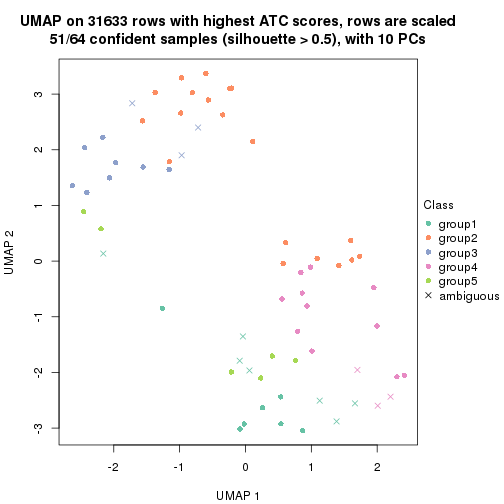 UMAP on 31633 rows with highest ATC scores, rows are scaled
51/64 confident samples (silhouette > 0.5), with 10 PCs
3
2
1
0
-1
-2
-3
UMAP 2
-2
-1
0
1
2
UMAP 1
Class
group1
group2
group3
group4
group5
ambiguous